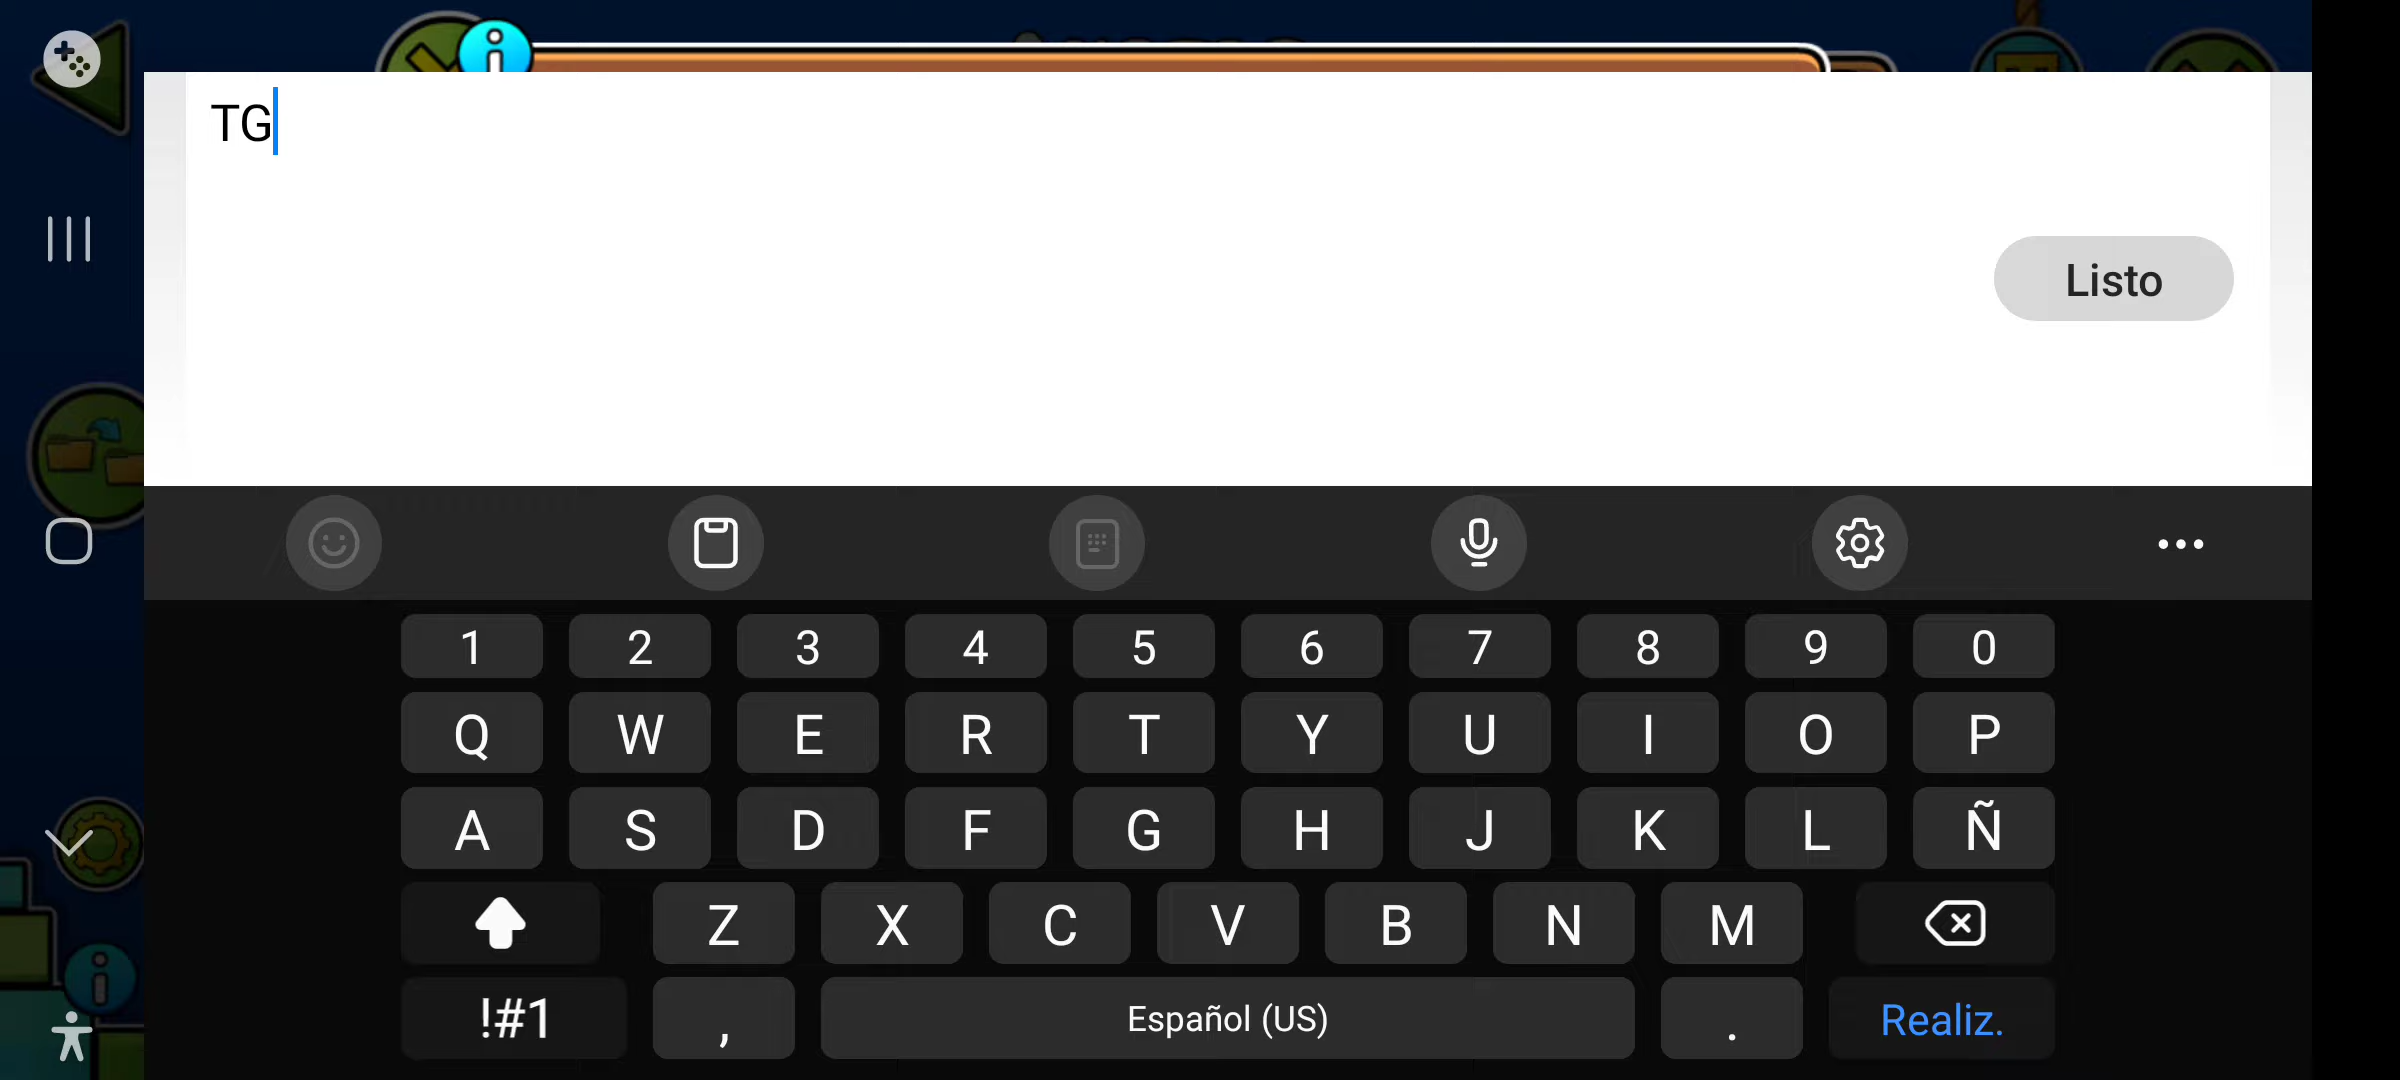 TG
Listo
1 2 3 4 5 6 7 8 9 0
Q W E R T Y U I O P
A S D F G H J K L Ñ
Z X C V B N M
!#1 , Español (US) . Realiz.